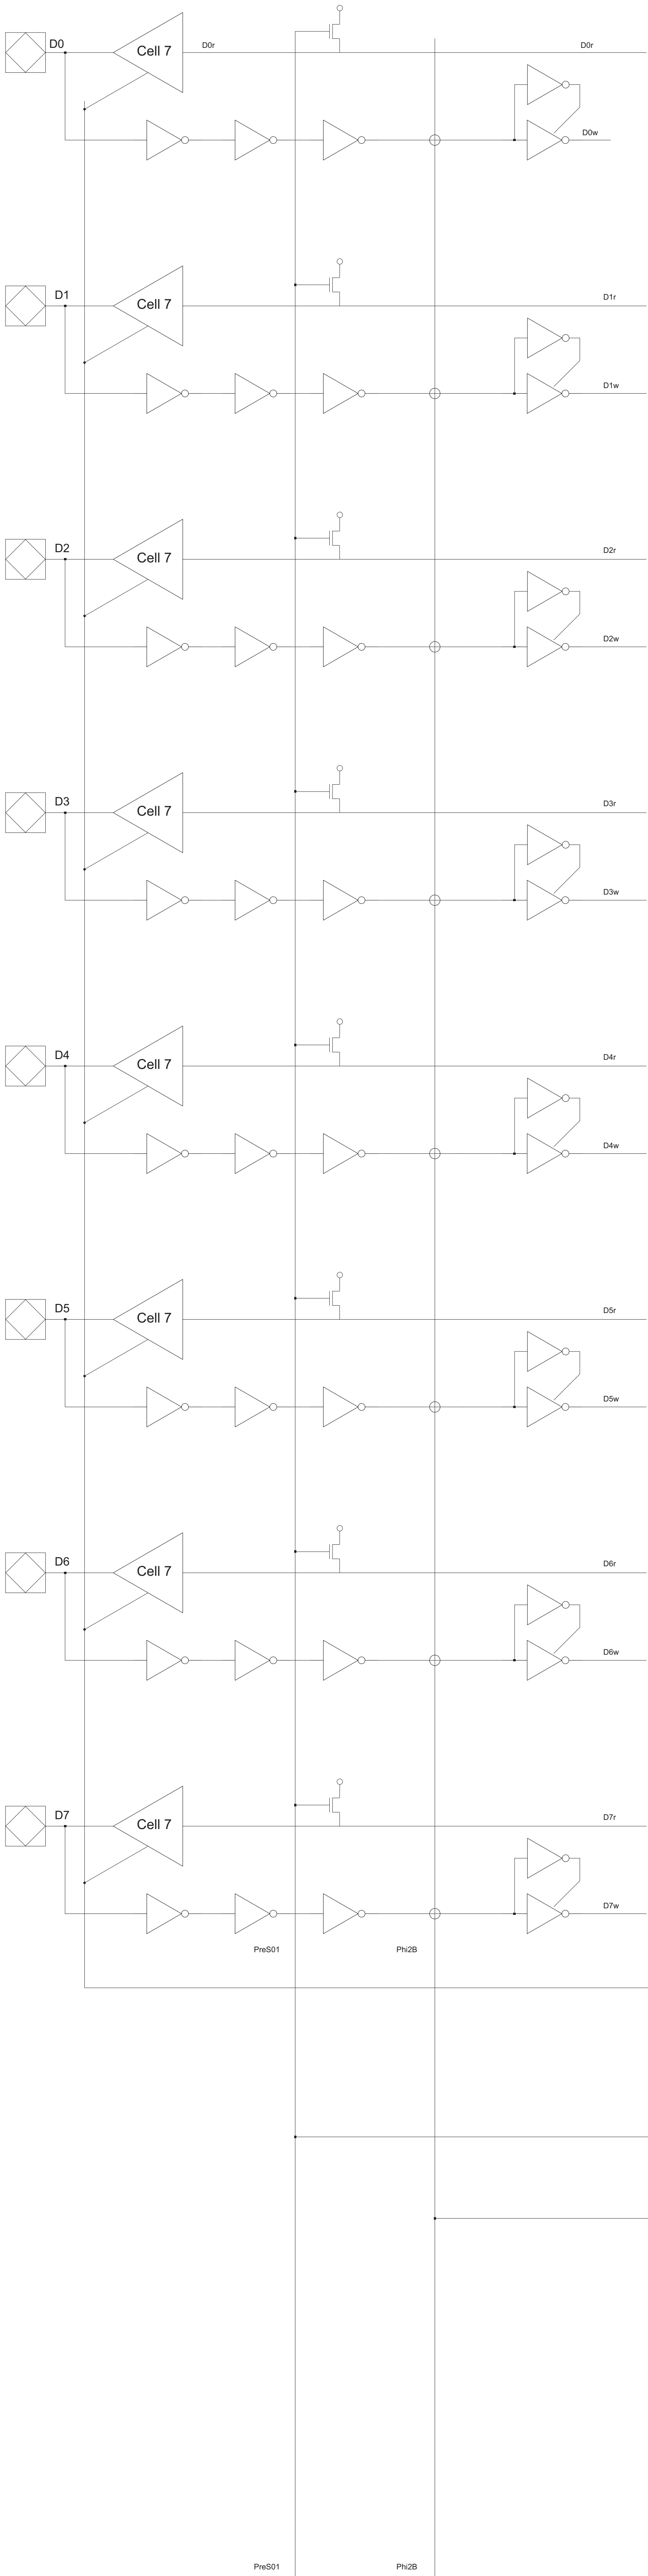 D0
Cell 7
D0r
D0r
D0w
D1
Cell 7
D1r
D1w
D2
Cell 7
D2r
D2w
D3
Cell 7
D3r
D3w
D4
Cell 7
D4r
D4w
D5
Cell 7
D5r
D5w
D6
Cell 7
D6r
D6w
D7
Cell 7
D7r
D7w
PreS01
Phi2B
PreS01
Phi2B